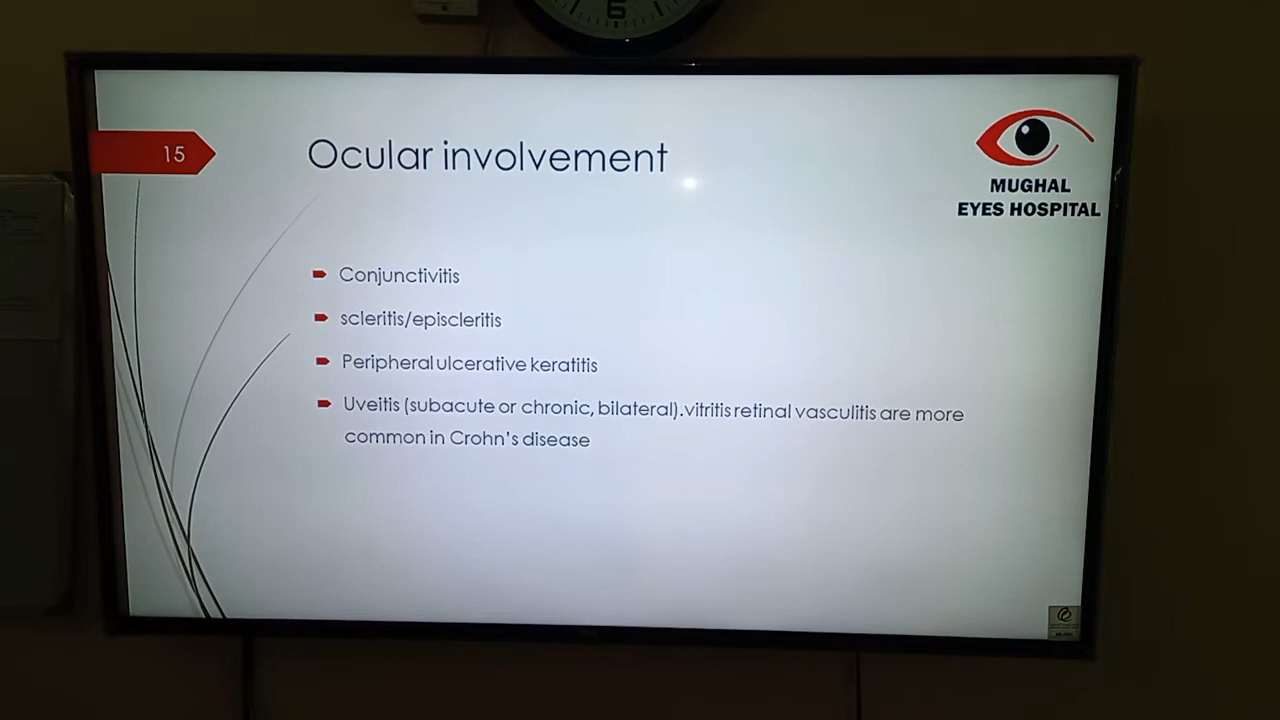 6
15
Ocular involvement
MUGHAL
EYES HOSPITAL
Conjunctivitis
scleritis/episcleritis
Peripheral ulcerative keratitis
Uveitis (subacute or chronic, bilateral).vitritis retinal vasculitis are more
common in Crohn's disease